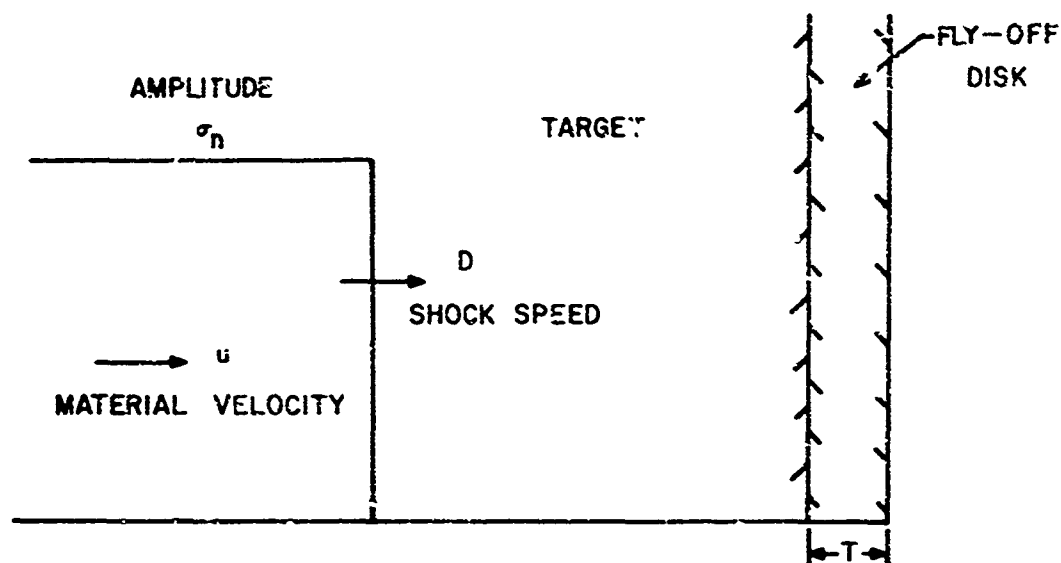 AMPLITUDE
σn
TARGET
FLY-OFF
DISK
D
SHOCK SPEED
u
MATERIAL VELOCITY
T